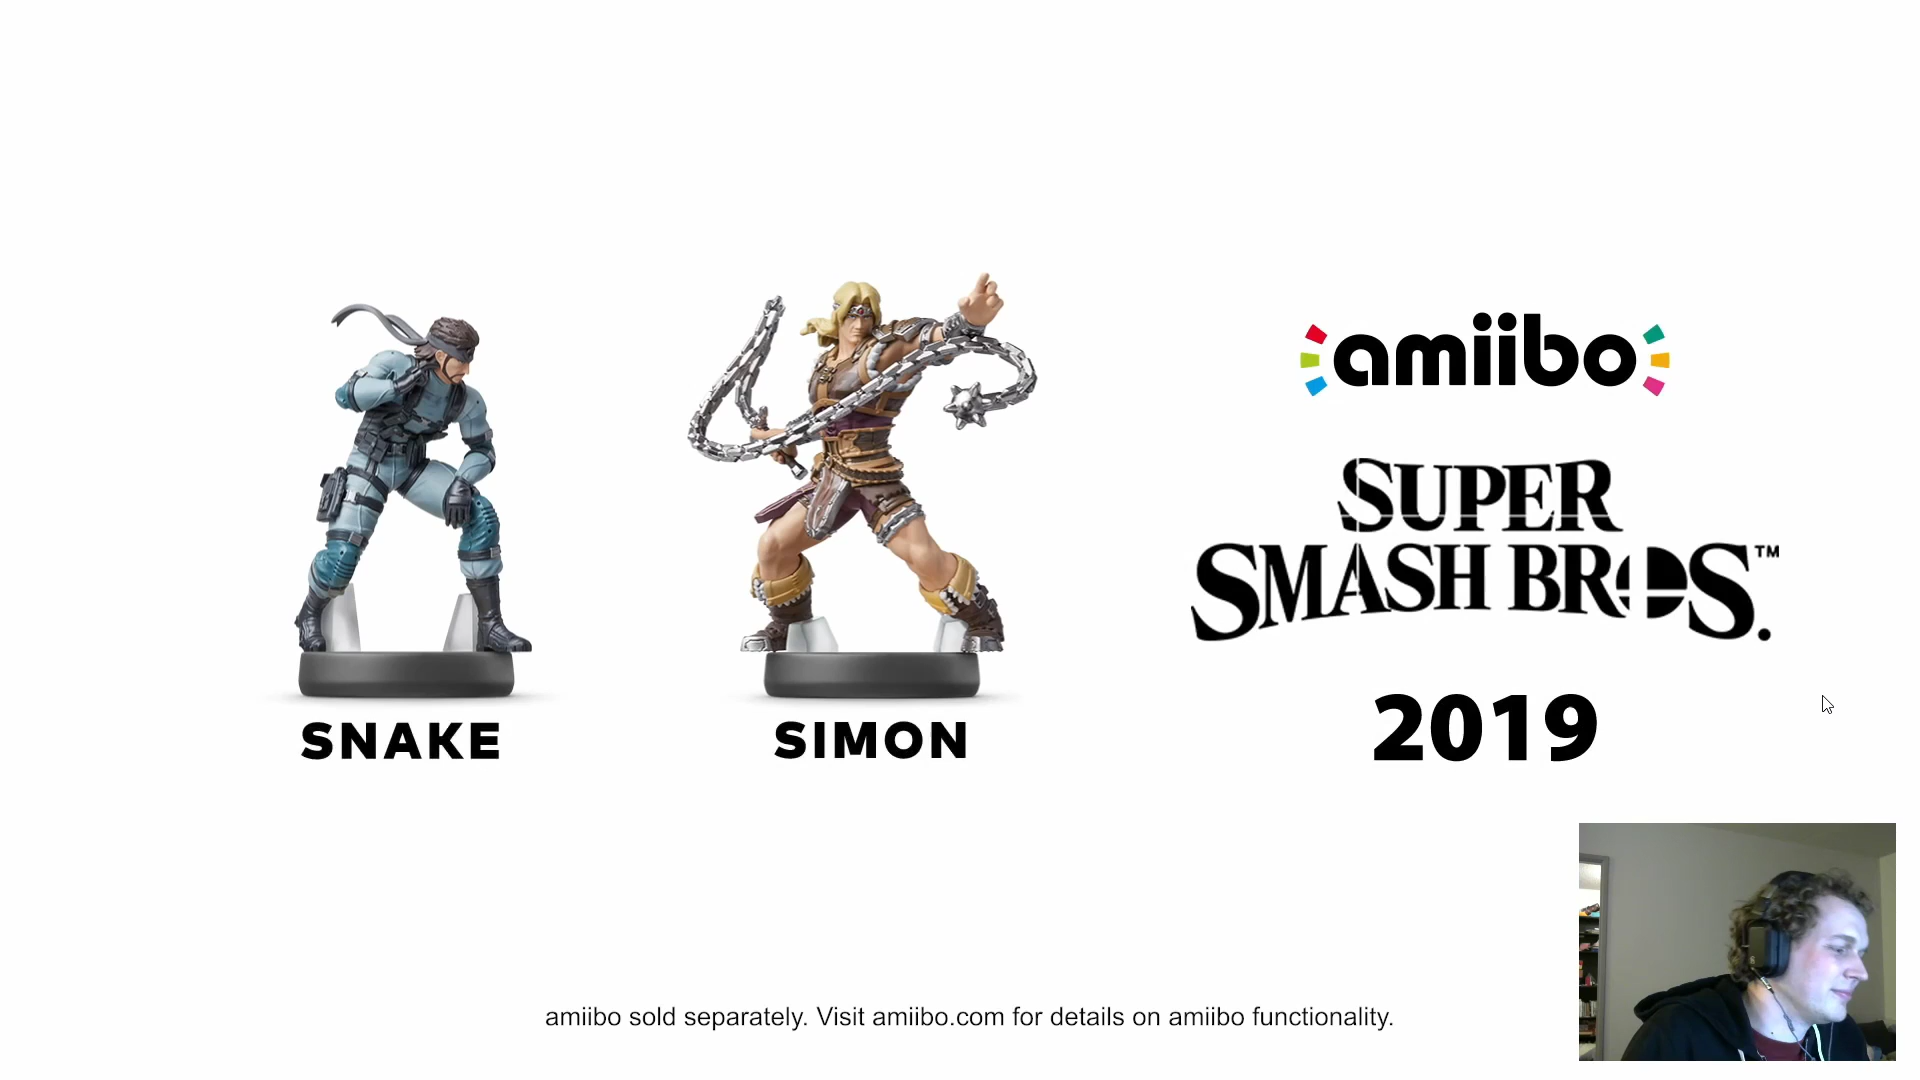 amiibo
SUPER
SMASH BROS.™
SNAKE
SIMON
2019
amiibo sold separately. Visit amiibo.com for details on amiibo functionality.